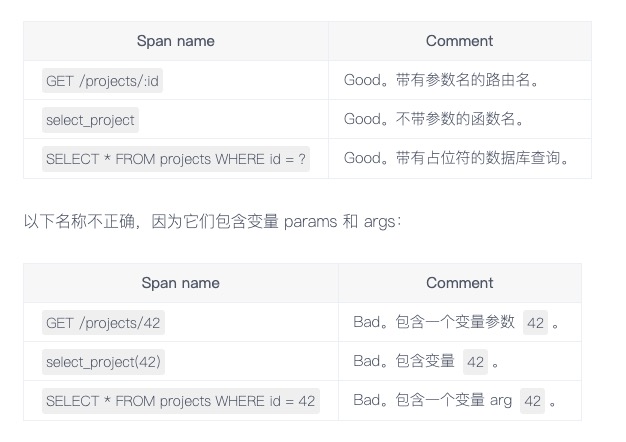 Span name Comment
GET /projects/:id Good。带有参数名的路由名。
select_project Good。不带参数的函数名。
SELECT * FROM projects WHERE id = ? Good。带有占位符的数据库查询。
以下名称不正确，因为它们包含变量 params 和 args：
Span name Comment
GET /projects/42 Bad。包含一个变量参数 42 。
select_project(42) Bad。包含变量 42 。
SELECT * FROM projects WHERE id = 42 Bad。包含一个变量 arg 42 。